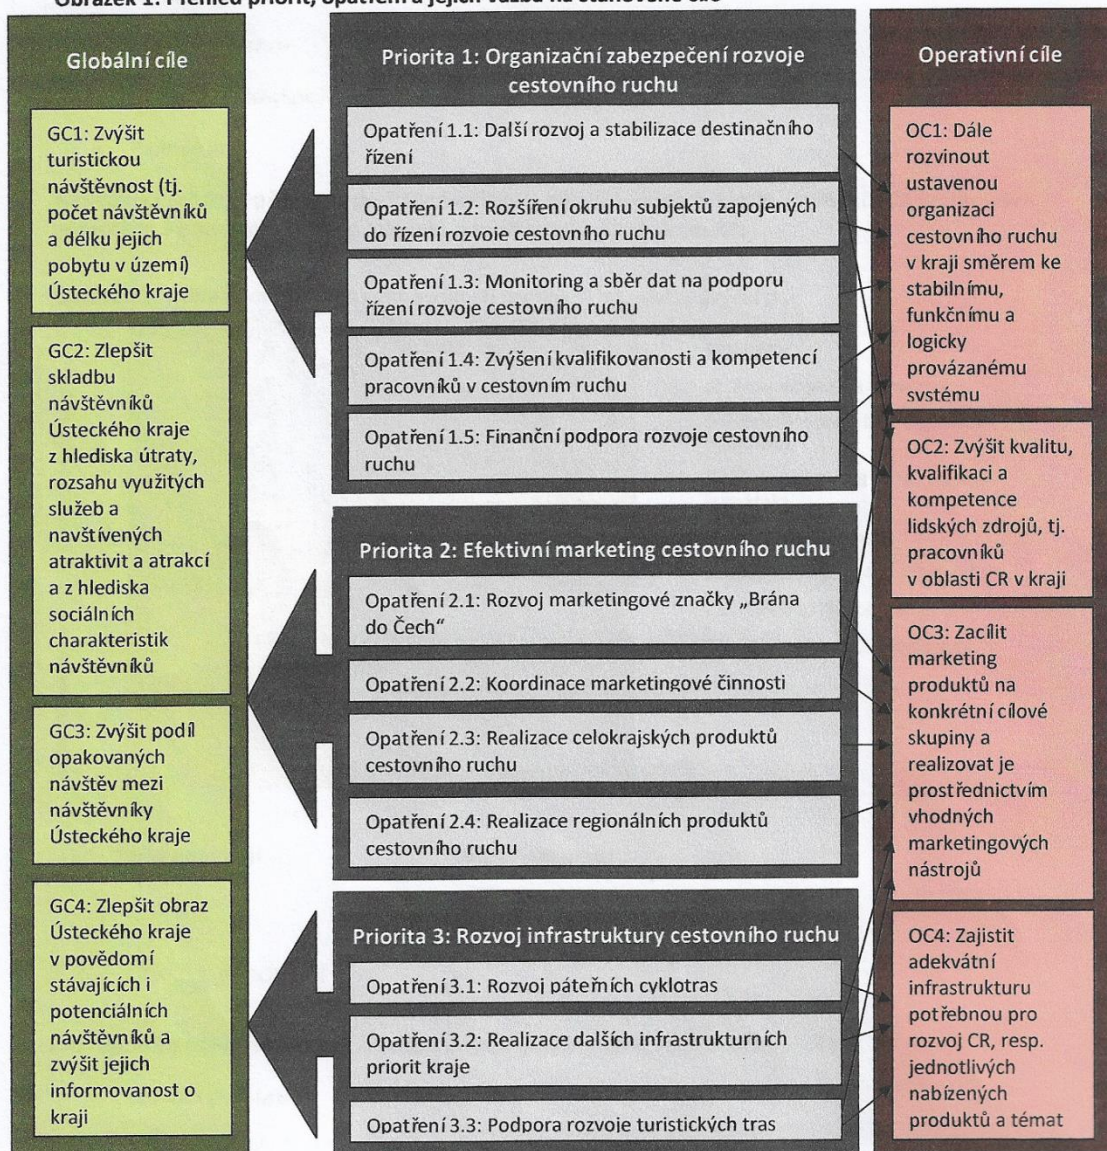 Obrázek 1: Přehled priorit, opatření a jejich vazba na stanovené cíle
Globální cíle
GC1: Zvýšit
turistickou
návštěvnost (tj.
počet návštěvníků
a délku jejich
pobytu v území)
Ústeckého kraje
GC2: Zlepšit
skladbu
návštěvníků
Ústeckého kraje
z hlediska útraty,
rozsahu využitých
služeb a
navštívených
atraktivit a atrakcí
a z hlediska
sociálních
charakteristik
návštěvníků
GC3: Zvýšit podíl
opakovaných
návštěv mezi
návštěvníky
Ústeckého kraje
GC4: Zlepšit obraz
Ústeckého kraje
v povědomí
stávajících i
potenciálních
návštěvníků a
zvýšit jejich
informovanost o
kraji
Priorita 1: Organizační zabezpečení rozvoje
cestovního ruchu
Opatření 1.1: Další rozvoj a stabilizace destinačního
řízení
Opatření 1.2: Rozšíření okruhu subjektů zapojených
do řízení rozvoje cestovního ruchu
Opatření 1.3: Monitoring a sběr dat na podporu
řízení rozvoje cestovního ruchu
Opatření 1.4: Zvýšení kvalifikovanosti a kompetencí
pracovníků v cestovním ruchu
Opatření 1.5: Finanční podpora rozvoje cestovního
ruchu
Priorita 2: Efektivní marketing cestovního ruchu
Opatření 2.1: Rozvoj marketingové značky „Brána
do Čech“
Opatření 2.2: Koordinace marketingové činnosti
Opatření 2.3: Realizace celokrajských produktů
cestovního ruchu
Opatření 2.4: Realizace regionálních produktů
cestovního ruchu
Priorita 3: Rozvoj infrastruktury cestovního ruchu
Opatření 3.1: Rozvoj páteřních cyklotras
Opatření 3.2: Realizace dalších infrastrukturních
priorit kraje
Opatření 3.3: Podpora rozvoje turistických tras
Operativní cíle
OC1: Dále
rozvinout
ustavenou
organizaci
cestovního ruchu
v kraji směrem ke
stabilnímu,
funkčnímu a
logicky
provázanému
systému
OC2: Zvýšit kvalitu,
kvalifikaci a
kompetence
lidských zdrojů, tj.
pracovníků
v oblasti CR v kraji
OC3: Zacílit
marketing
produktů na
konkrétní cílové
skupiny a
realizovat je
prostřednictvím
vhodných
marketingových
nástrojů
OC4: Zajistit
adekvátní
infrastrukturu
potřebnou pro
rozvoj CR, resp.
jednotlivých
nabízených
produktů a témat